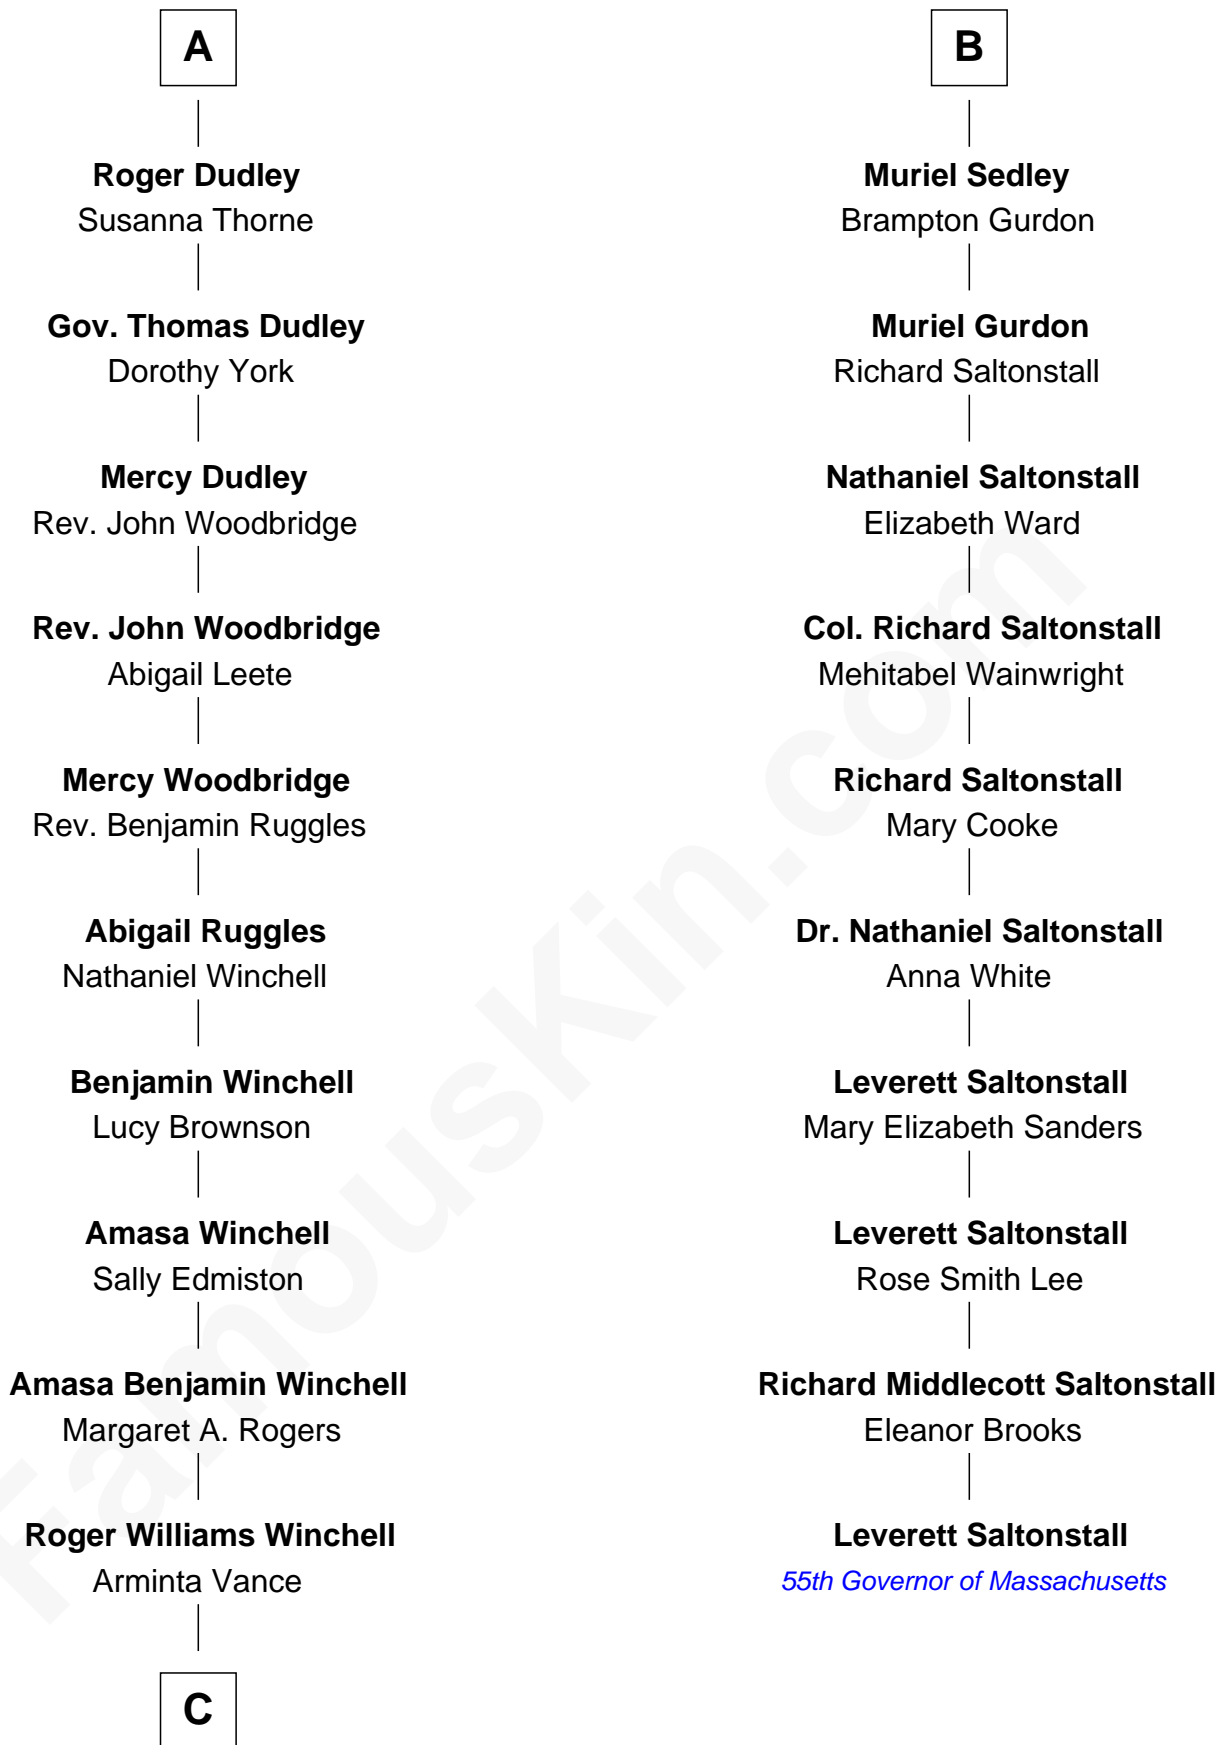 A
Roger Dudley
Susanna Thorne
Gov. Thomas Dudley
Dorothy York
Mercy Dudley
Rev. John Woodbridge
Rev. John Woodbridge
Abigail Leete
Mercy Woodbridge
Rev. Benjamin Ruggles
Abigail Ruggles
Nathaniel Winchell
Benjamin Winchell
Lucy Brownson
Amasa Winchell
Sally Edmiston
Amasa Benjamin Winchell
Margaret A. Rogers
Roger Williams Winchell
Arminta Vance
C
B
Muriel Sedley
Brampton Gurdon
Muriel Gurdon
Richard Saltonstall
Nathaniel Saltonstall
Elizabeth Ward
Col. Richard Saltonstall
Mehitabel Wainwright
Richard Saltonstall
Mary Cooke
Dr. Nathaniel Saltonstall
Anna White
Leverett Saltonstall
Mary Elizabeth Sanders
Leverett Saltonstall
Rose Smith Lee
Richard Middlecott Saltonstall
Eleanor Brooks
Leverett Saltonstall
55th Governor of Massachusetts
FamousKin.com